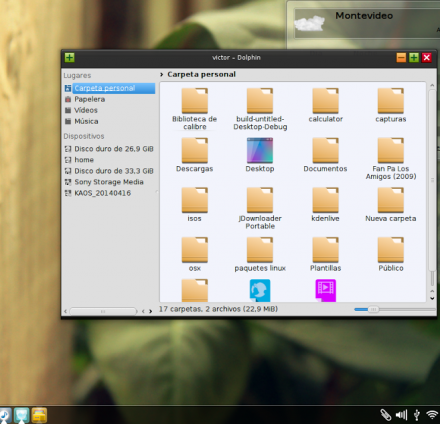 Montevideo
victor – Dolphin
Lugares
Carpeta personal
Papelera
Vídeos
Música
Dispositivos
Disco duro de 26,9 GiB
home
Disco duro de 33,3 GiB
Sony Storage Media
KAOS_20140416
› Carpeta personal
Biblioteca de
calibre
build-untitled-
Desktop-Debug
calculator
capturas
Descargas
Desktop
Documentos
Fan Pa Los
Amigos (2009)
isos
jDownloader
Portable
kdenlive
Nueva carpeta
osx
paquetes linux
Plantillas
Público
17 carpetas, 2 archivos (22,9 MiB)